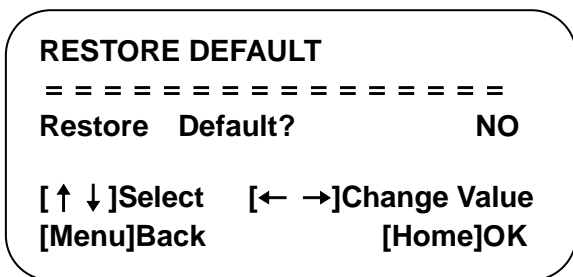 RESTORE DEFAULT
= = = = = = = = = = = = = = = =
Restore Default? NO
[↑ ↓]Select [← →]Change Value
[Menu]Back [Home]OK